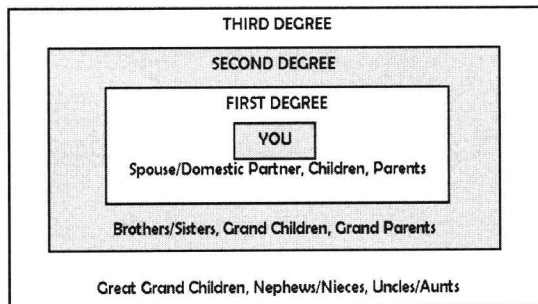 THIRD DEGREE
SECOND DEGREE
FIRST DEGREE
YOU
Spouse/Domestic Partner, Children, Parents
Brothers/Sisters, Grand Children, Grand Parents
Great Grand Children, Nephews/Nieces, Uncles/Aunts